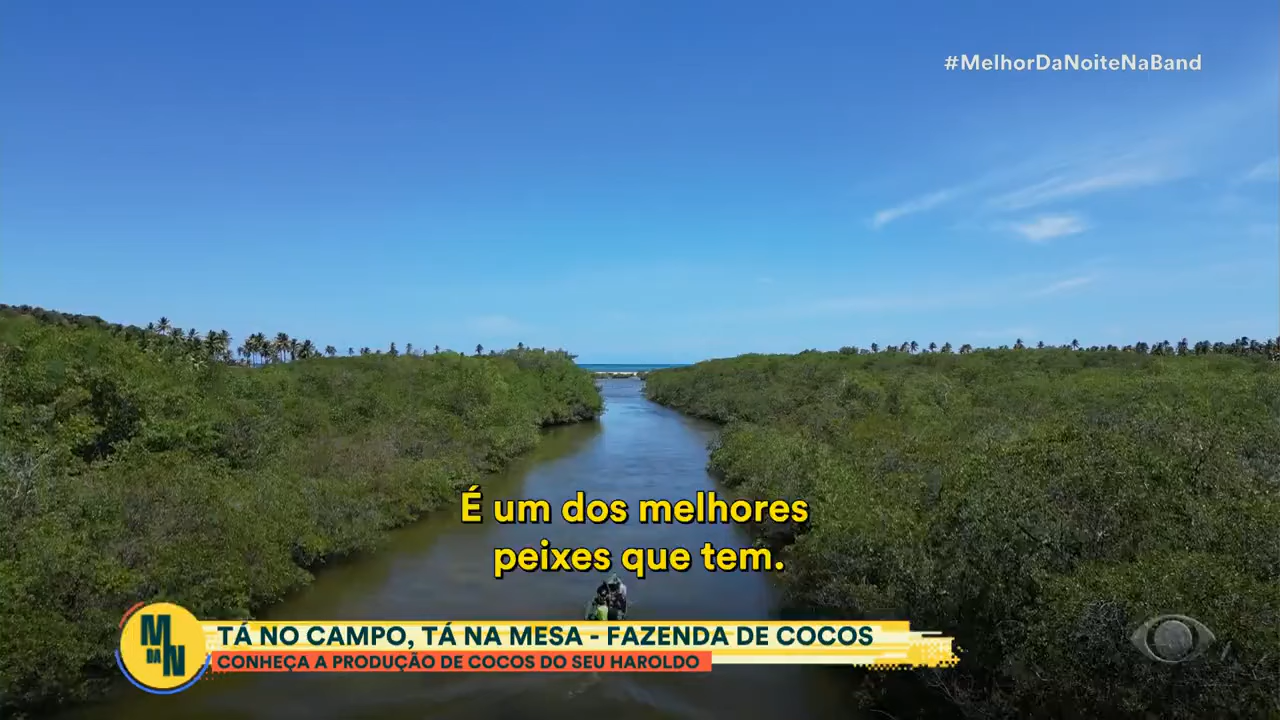 #MelhorDaNoiteNaBand
É um dos melhores
peixes que tem.
M
DA
N
TÁ NO CAMPO, TÁ NA MESA - FAZENDA DE COCOS
CONHEÇA A PRODUÇÃO DE COCOS DO SEU HAROLDO